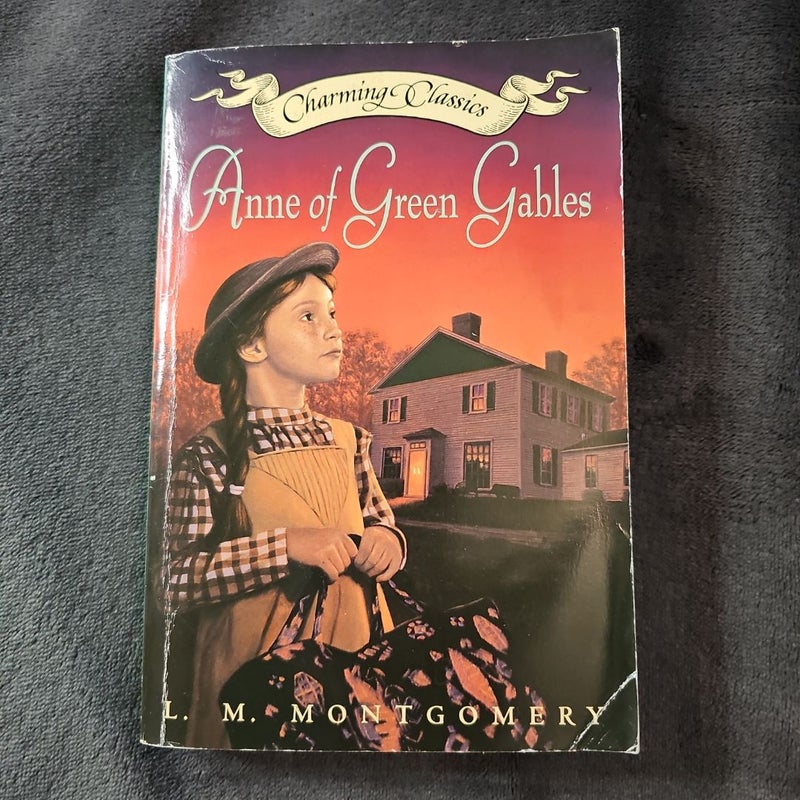 Charming Classics
Anne of Green Gables
L. M. MONTGOMERY